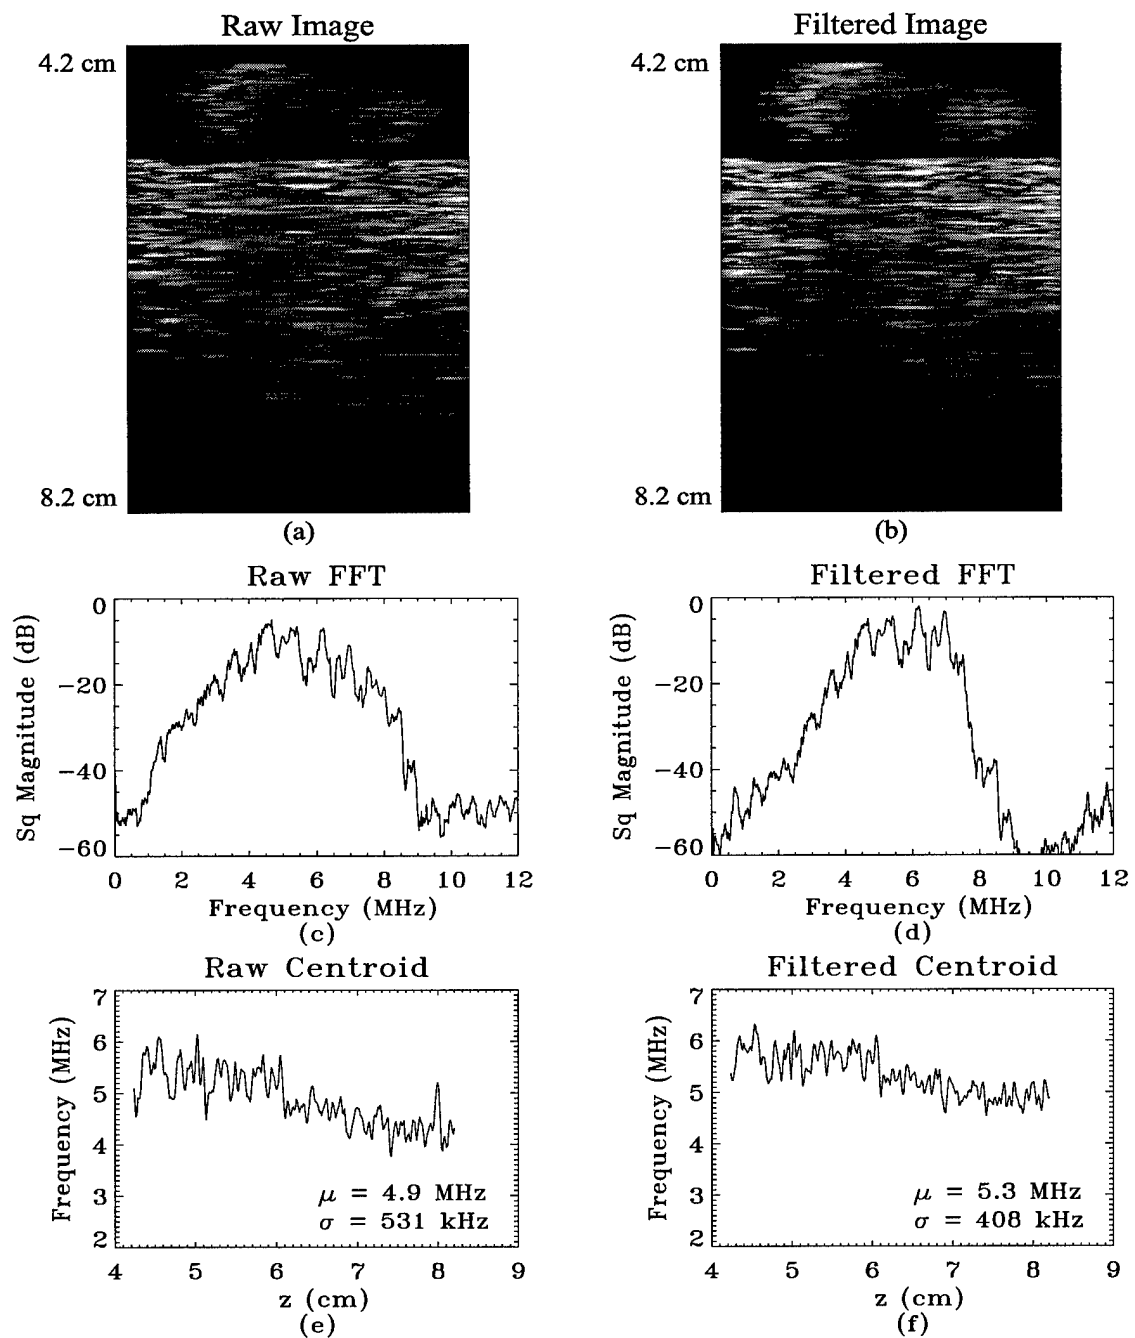 Raw Image
Filtered Image
4.2 cm
4.2 cm
8.2 cm
8.2 cm
(a)
(b)
Raw FFT
Filtered FFT
Sq Magnitude (dB)
0
−20
−40
−60
0 2 4 6 8 10 12
Frequency (MHz)
(c)
Sq Magnitude (dB)
0
−20
−40
−60
0 2 4 6 8 10 12
Frequency (MHz)
(d)
Raw Centroid
Filtered Centroid
Frequency (MHz)
7
6
5
4
3
2
μ = 4.9 MHz
σ = 531 kHz
4 5 6 7 8 9
z (cm)
(e)
Frequency (MHz)
7
6
5
4
3
2
μ = 5.3 MHz
σ = 408 kHz
4 5 6 7 8 9
z (cm)
(f)